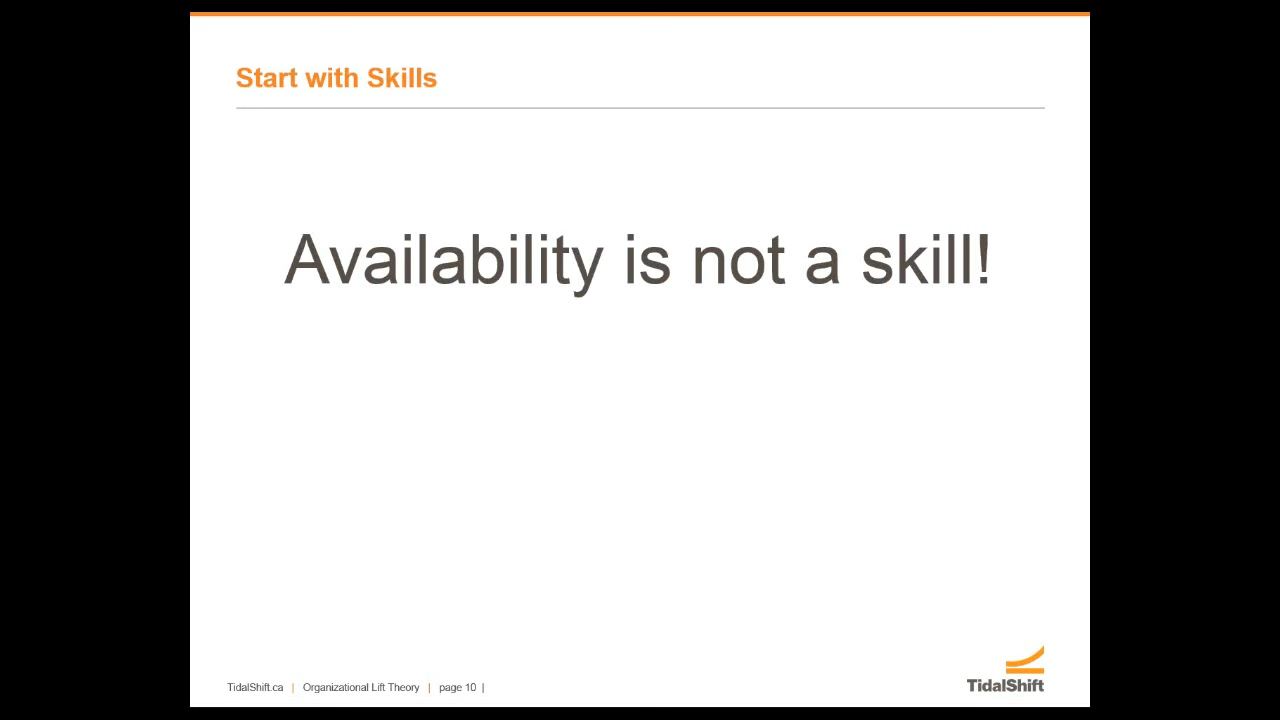 Start with Skills
Availability is not a skill!
TidalShift.ca | Organizational Lift Theory | page 10 |
TidalShift